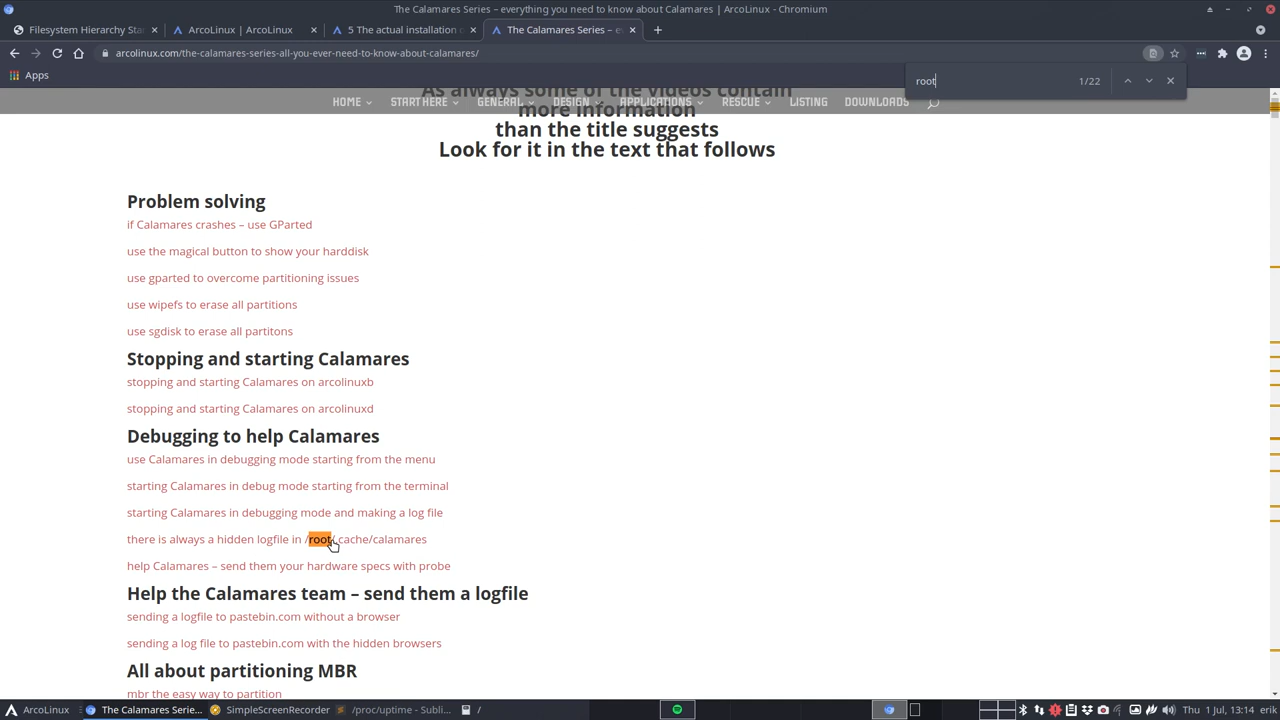 The Calamares Series – everything you need to know about Calamares | ArcoLinux - Chromium
Filesystem Hierarchy Stan
ArcoLinux | ArcoLinux
5 The actual installation o
The Calamares Series – ev
arcolinux.com/the-calamares-series-all-you-ever-need-to-know-about-calamares/
Apps
root
1/22
As always some of the videos contain
HOME
START HERE
GENERAL
DESIGN
APPLICATIONS
RESCUE
LISTING
DOWNLOADS
more information
than the title suggests
Look for it in the text that follows
Problem solving
if Calamares crashes – use GParted
use the magical button to show your harddisk
use gparted to overcome partitioning issues
use wipefs to erase all partitions
use sgdisk to erase all partitons
Stopping and starting Calamares
stopping and starting Calamares on arcolinuxb
stopping and starting Calamares on arcolinuxd
Debugging to help Calamares
use Calamares in debugging mode starting from the menu
starting Calamares in debug mode starting from the terminal
starting Calamares in debugging mode and making a log file
there is always a hidden logfile in /root/.cache/calamares
help Calamares – send them your hardware specs with probe
Help the Calamares team – send them a logfile
sending a logfile to pastebin.com without a browser
sending a log file to pastebin.com with the hidden browsers
All about partitioning MBR
mbr the easy way to partition
ArcoLinux
The Calamares Serie...
SimpleScreenRecorder
/proc/uptime - Subli...
/
Thu 1 Jul, 13:14
erik